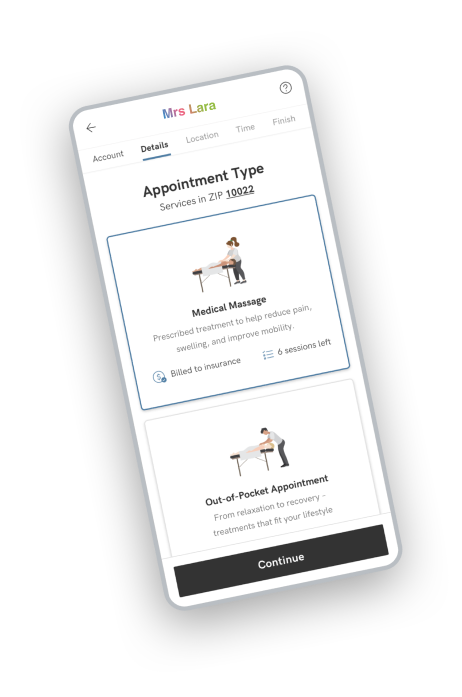 Mrs Lara
Account Details Location Time Finish
Appointment Type
Services in ZIP 10022
Medical Massage
Prescribed treatment to help reduce pain,
swelling, and improve mobility.
Billed to insurance 6 sessions left
Out-of-Pocket Appointment
From relaxation to recovery -
treatments that fit your lifestyle
Continue